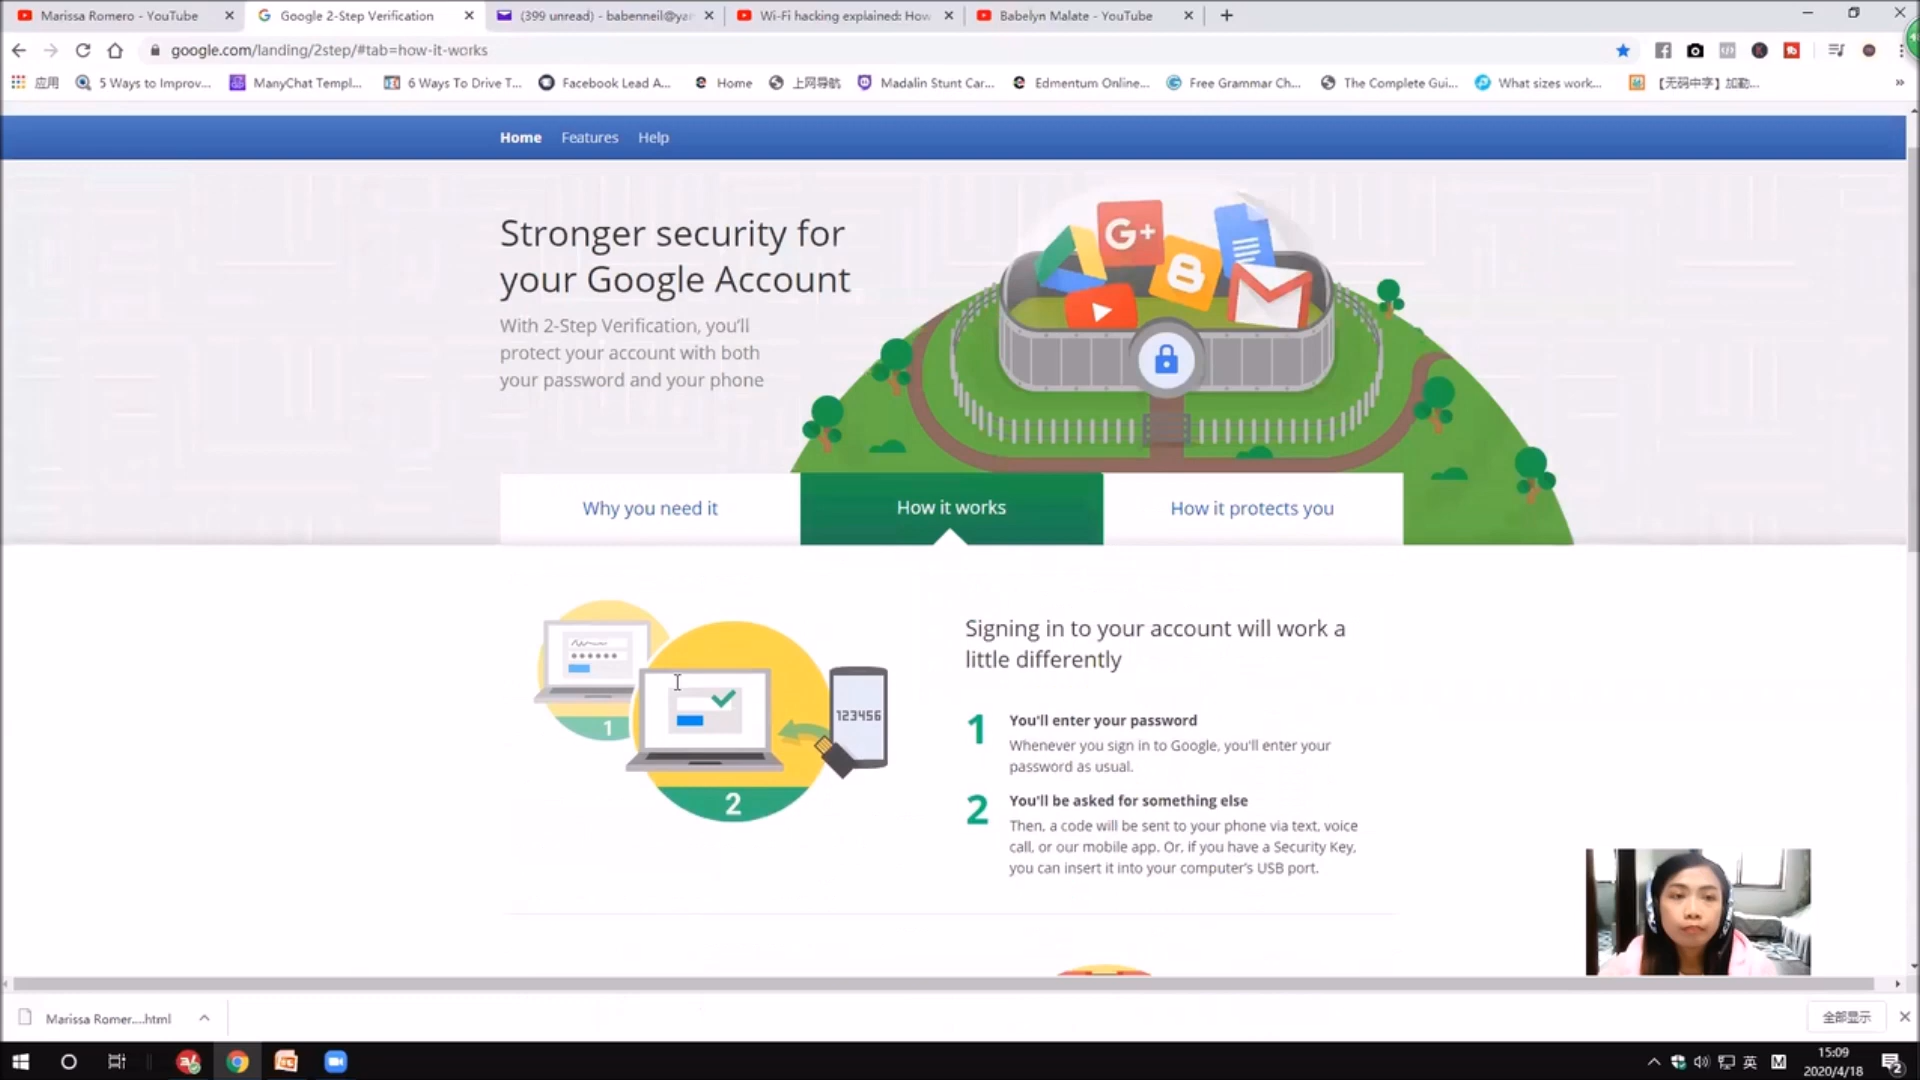 Marissa Romero - YouTube
Google 2-Step Verification
(399 unread) - babenneil@ya
Wi-Fi hacking explained: How
Babelyn Malate - YouTube
google.com/landing/2step/#tab=how-it-works
应用
5 Ways to Improv...
ManyChat Templ...
6 Ways To Drive T...
Facebook Lead A...
Home
上网导航
Madalin Stunt Car...
Edmentum Online...
Free Grammar Ch...
The Complete Gui...
What sizes work...
【无码中字】加勒...
Home Features Help
Stronger security for
your Google Account
With 2-Step Verification, you'll
protect your account with both
your password and your phone
G+
Why you need it
How it works
How it protects you
Signing in to your account will work a
little differently
1
2
123456
1
You'll enter your password
Whenever you sign in to Google, you'll enter your
password as usual.
2
You'll be asked for something else
Then, a code will be sent to your phone via text, voice
call, or our mobile app. Or, if you have a Security Key,
you can insert it into your computer's USB port.
Marissa Romer....html
全部显示
英
M
15:09
2020/4/18
2